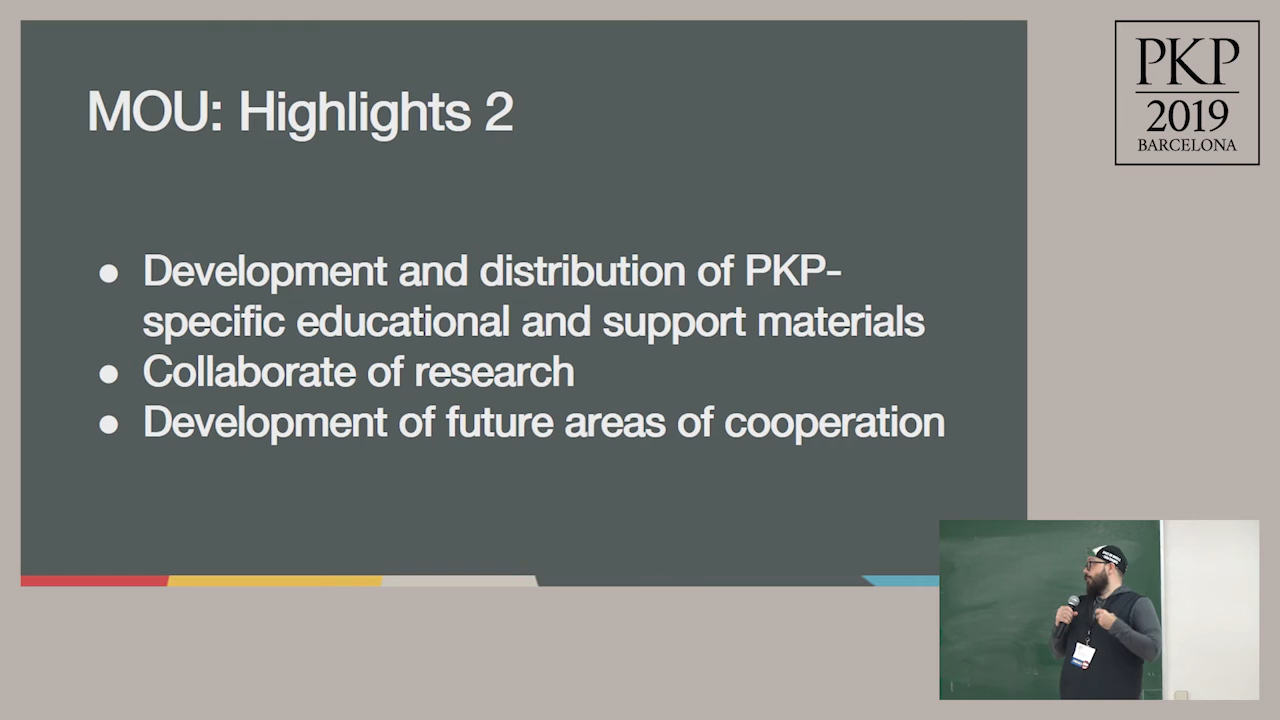 MOU: Highlights 2
● Development and distribution of PKP-
specific educational and support materials
● Collaborate of research
● Development of future areas of cooperation
PKP
2019
BARCELONA